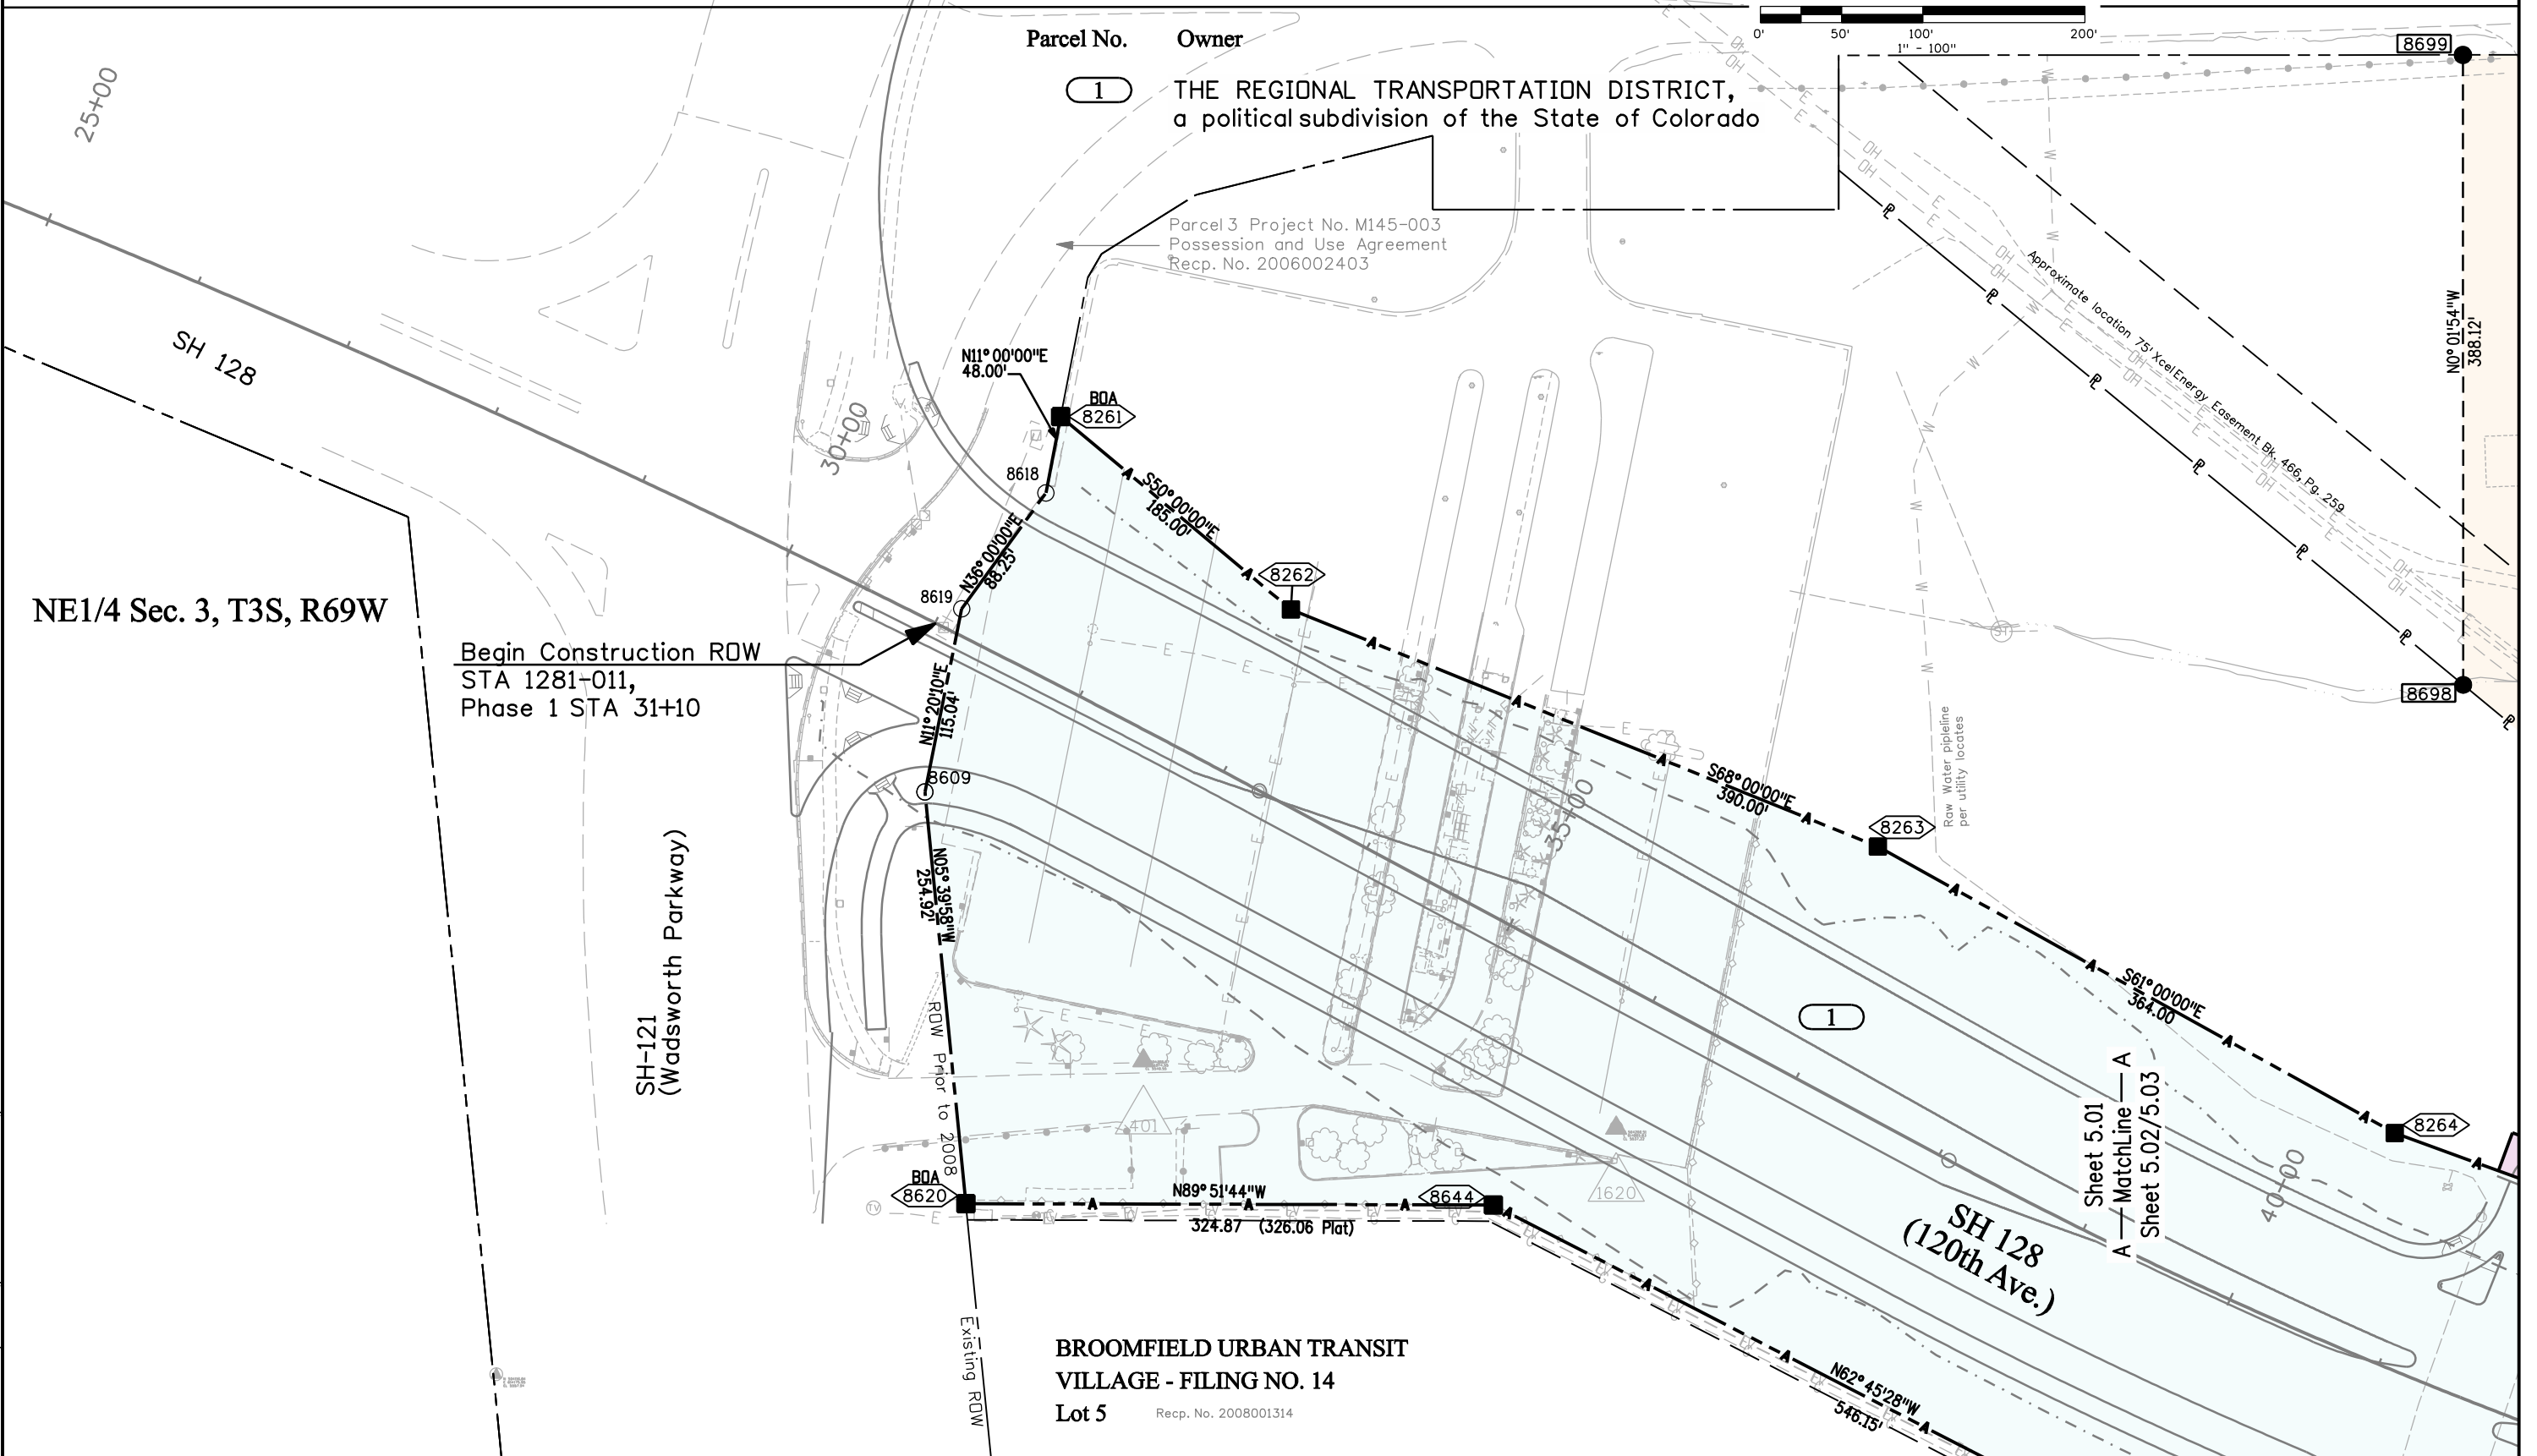 0' 50' 100' 200'
1" - 100"
Parcel No. Owner
1 THE REGIONAL TRANSPORTATION DISTRICT,
a political subdivision of the State of Colorado
8699
25+00
Parcel 3 Project No. M145-003
Possession and Use Agreement
Recp. No. 2006002403
Approximate location 75' Xcel Energy Easement Bk. 466, Pg. 259
N0°01'54"W
388.12'
SH 128
N11°00'00"E
48.00'
BOA
8261
30+00
8618
S50°00'00"E
185.00'
N36°00'00"E
88.25'
8262
8619
NE1/4 Sec. 3, T3S, R69W
Begin Construction ROW
STA 1281-011,
Phase 1 STA 31+10
N11°20'10"E
115.04'
8698
ST
8609
S68°00'00"E
390.00'
Raw Water pipline
per utility locates
35+00
8263
N05°39'58"W
254.92'
SH-121
(Wadsworth Parkway)
S61°00'00"E
364.00
1
ROW Prior to 2008
Sheet 5.01
A — MatchLine — A
Sheet 5.02/5.03
8264
401
BOA
8620
N89°51'44"W
8644
324.87 (326.06 Plat)
1620
TV
40+00
SH 128
(120th Ave.)
Existing ROW
BROOMFIELD URBAN TRANSIT
VILLAGE - FILING NO. 14
Lot 5 Recp. No. 2008001314
N62°45'28"W
546.15'